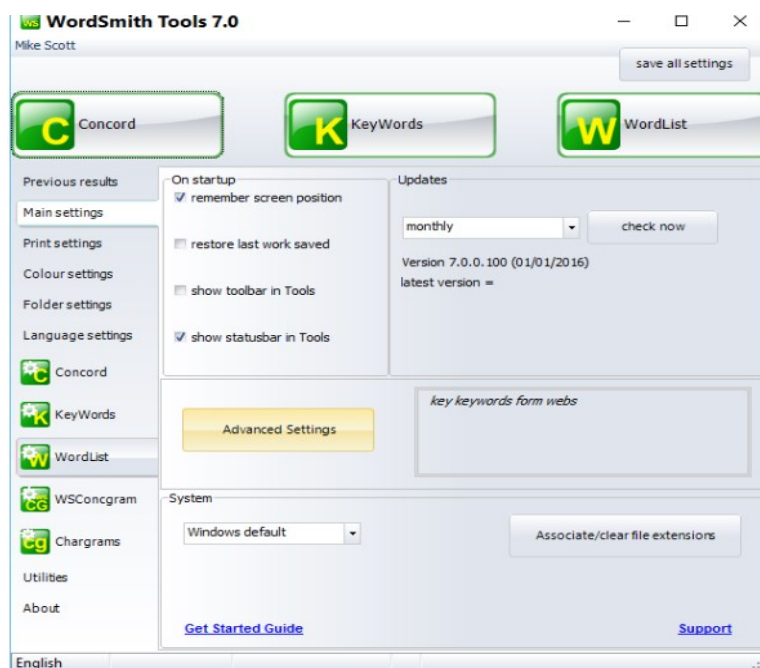 WS WordSmith Tools 7.0
Mike Scott
save all settings
C Concord
K KeyWords
W WordList
Previous results
Main settings
Print settings
Colour settings
Folder settings
Language settings
C Concord
K KeyWords
W WordList
CG WSConcgram
Cg Chargrams
Utilities
About
On startup
remember screen position
restore last work saved
show toolbar in Tools
show statusbar in Tools
Updates
monthly
check now
Version 7.0.0.100 (01/01/2016)
latest version =
Advanced Settings
key keywords form webs
System
Windows default
Associate/clear file extensions
Get Started Guide
Support
English